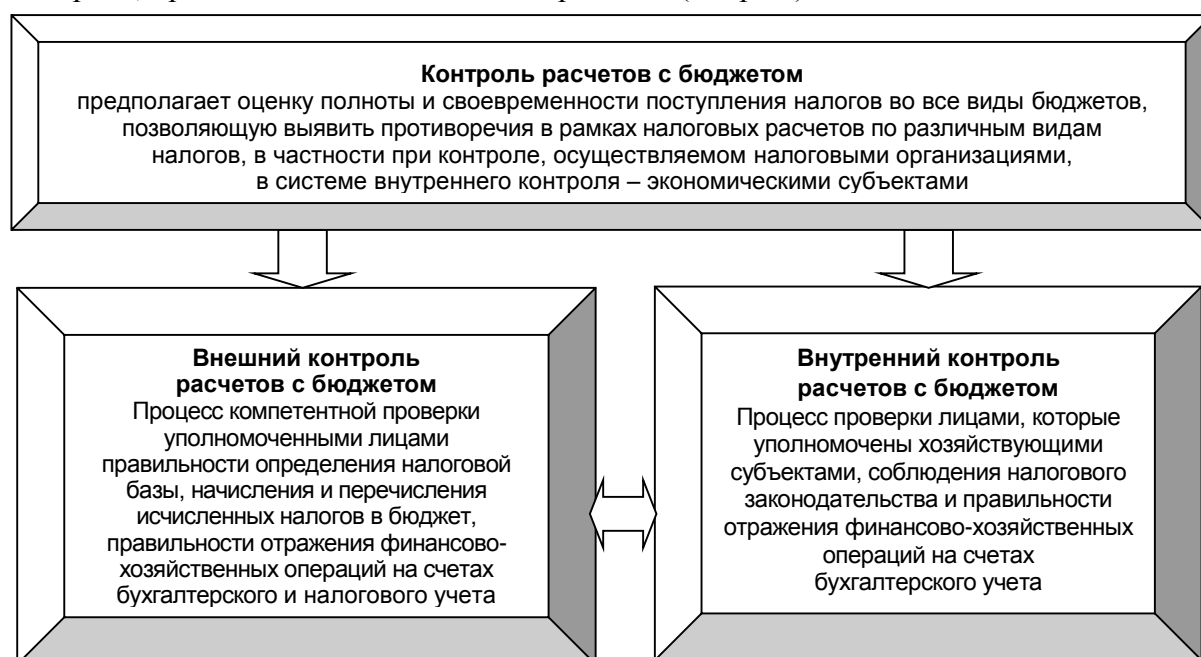 Контроль расчетов с бюджетом
предполагает оценку полноты и своевременности поступления налогов во все виды бюджетов,
позволяющую выявить противоречия в рамках налоговых расчетов по различным видам
налогов, в частности при контроле, осуществляемом налоговыми организациями,
в системе внутреннего контроля – экономическими субъектами
Внешний контроль
расчетов с бюджетом
Процесс компетентной проверки
уполномоченными лицами
правильности определения налоговой
базы, начисления и перечисления
исчисленных налогов в бюджет,
правильности отражения финансово-
хозяйственных операций на счетах
бухгалтерского и налогового учета
Внутренний контроль
расчетов с бюджетом
Процесс проверки лицами, которые
уполномочены хозяйствующими
субъектами, соблюдения налогового
законодательства и правильности
отражения финансово-хозяйственных
операций на счетах
бухгалтерского учета